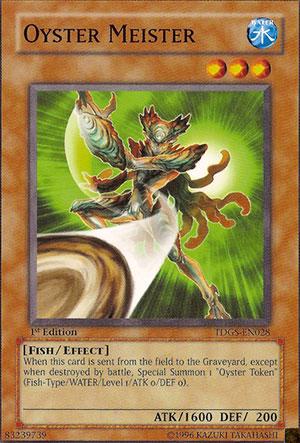 OYSTER MEISTER
WATER
水
1st Edition
TDGS-EN028
[FISH / EFFECT]
When this card is sent from the field to the Graveyard, except
when destroyed by battle, Special Summon 1 "Oyster Token"
(Fish-Type/WATER/Level 1/ATK 0/DEF 0).
ATK/1600 DEF/ 200
83239739
©1996 KAZUKI TAKAHASHI